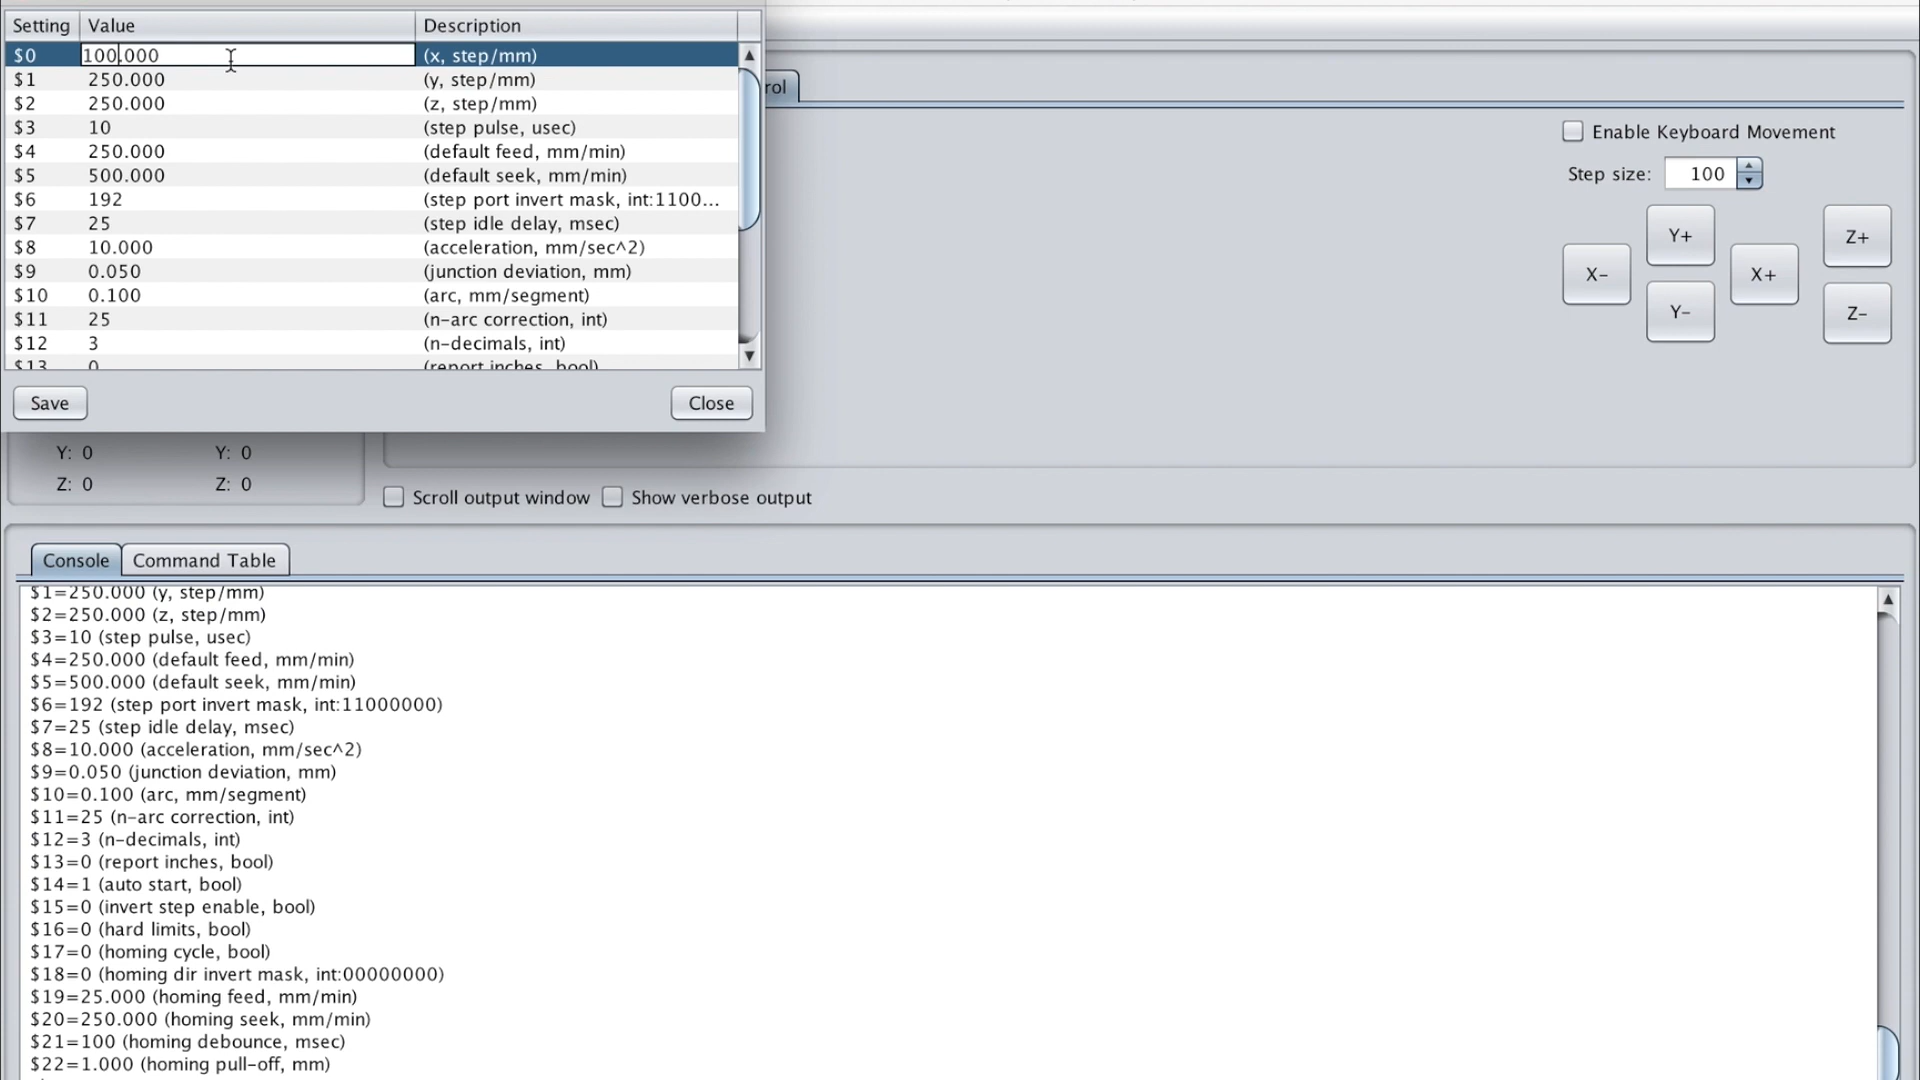 Setting Value Description
$0 100.000 (x, step/mm)
$1 250.000 (y, step/mm)
$2 250.000 (z, step/mm)
$3 10 (step pulse, usec)
$4 250.000 (default feed, mm/min)
$5 500.000 (default seek, mm/min)
$6 192 (step port invert mask, int:1100...
$7 25 (step idle delay, msec)
$8 10.000 (acceleration, mm/sec^2)
$9 0.050 (junction deviation, mm)
$10 0.100 (arc, mm/segment)
$11 25 (n-arc correction, int)
$12 3 (n-decimals, int)
$13 0 (report inches, bool)
Save Close
rol
Enable Keyboard Movement
Step size: 100
Y+
Z+
X-
X+
Y-
Z-
Y: 0 Y: 0
Z: 0 Z: 0
Scroll output window Show verbose output
Console Command Table
$1=250.000 (y, step/mm)
$2=250.000 (z, step/mm)
$3=10 (step pulse, usec)
$4=250.000 (default feed, mm/min)
$5=500.000 (default seek, mm/min)
$6=192 (step port invert mask, int:11000000)
$7=25 (step idle delay, msec)
$8=10.000 (acceleration, mm/sec^2)
$9=0.050 (junction deviation, mm)
$10=0.100 (arc, mm/segment)
$11=25 (n-arc correction, int)
$12=3 (n-decimals, int)
$13=0 (report inches, bool)
$14=1 (auto start, bool)
$15=0 (invert step enable, bool)
$16=0 (hard limits, bool)
$17=0 (homing cycle, bool)
$18=0 (homing dir invert mask, int:00000000)
$19=25.000 (homing feed, mm/min)
$20=250.000 (homing seek, mm/min)
$21=100 (homing debounce, msec)
$22=1.000 (homing pull-off, mm)